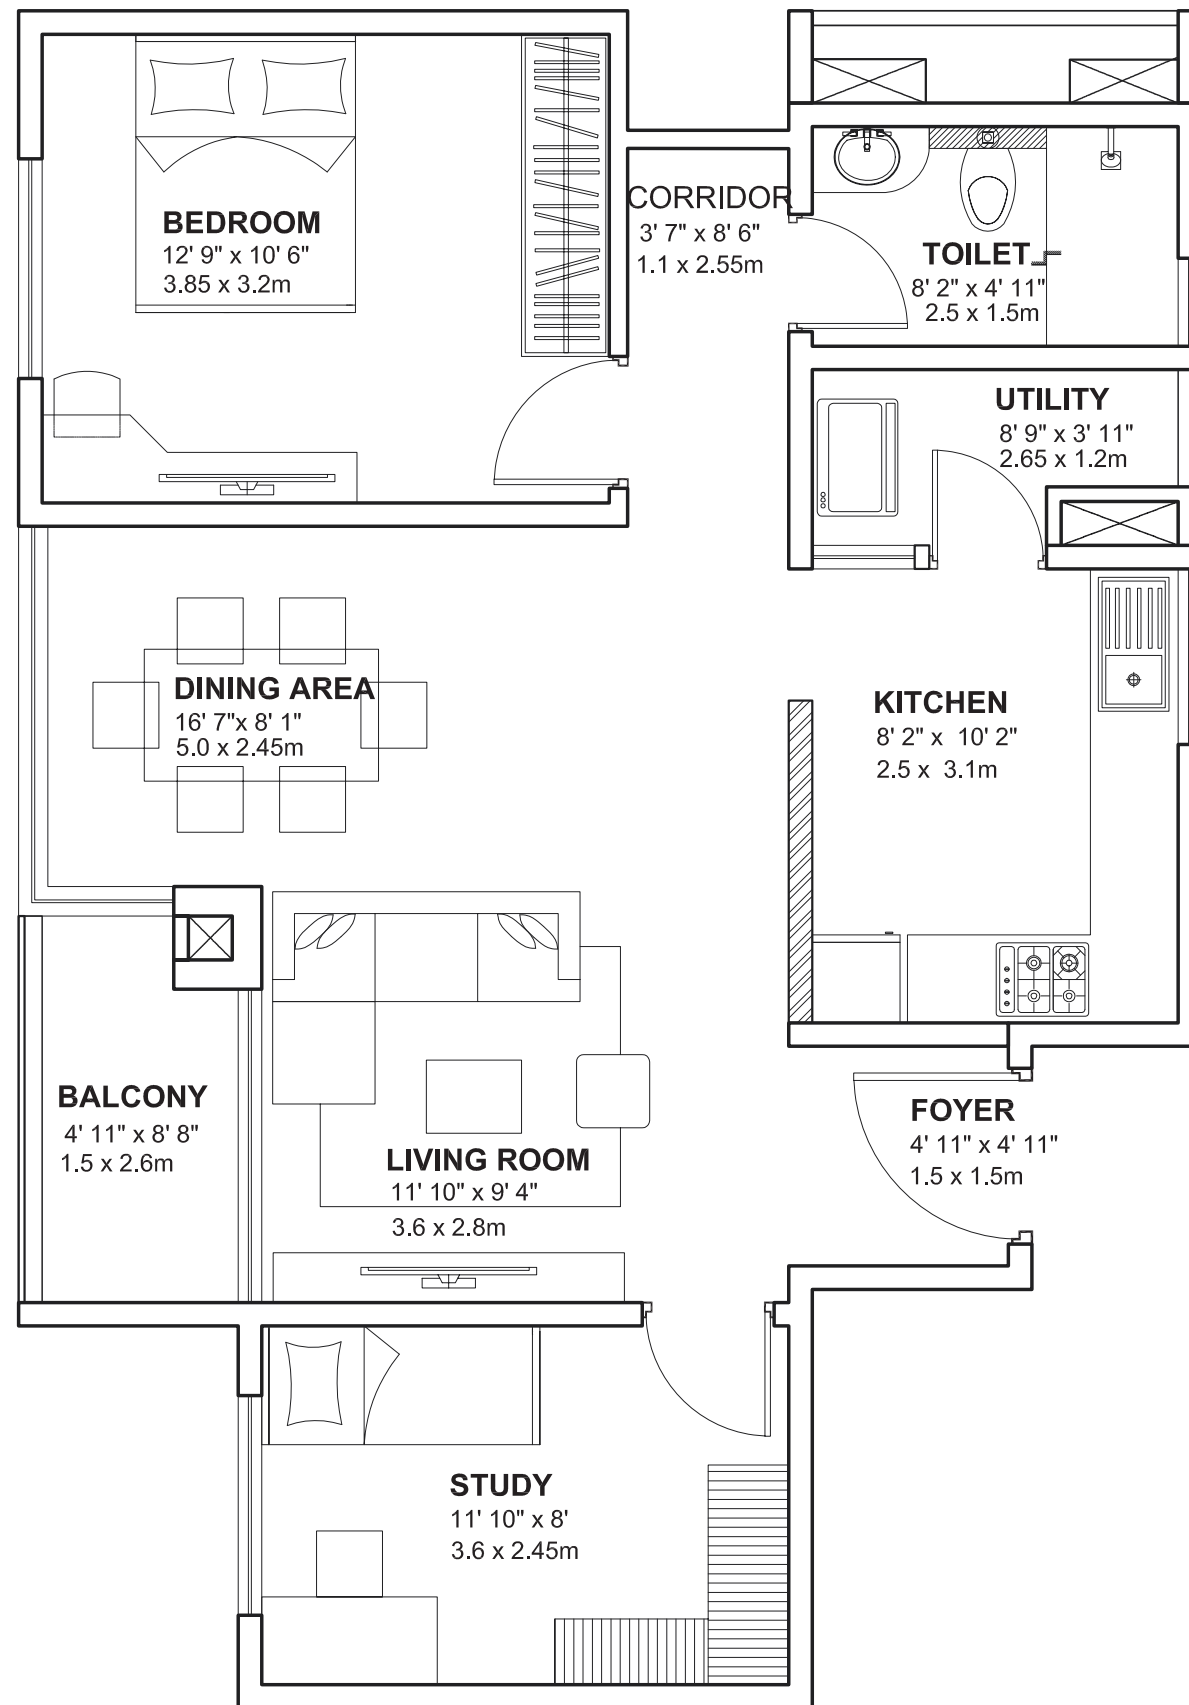 BEDROOM
12' 9" x 10' 6"
3.85 x 3.2m
CORRIDOR
3' 7" x 8' 6"
1.1 x 2.55m
TOILET
8' 2" x 4' 11"
2.5 x 1.5m
UTILITY
8' 9" x 3' 11"
2.65 x 1.2m
DINING AREA
16' 7"x 8' 1"
5.0 x 2.45m
KITCHEN
8' 2" x 10' 2"
2.5 x 3.1m
BALCONY
4' 11" x 8' 8"
1.5 x 2.6m
LIVING ROOM
11' 10" x 9' 4"
3.6 x 2.8m
FOYER
4' 11" x 4' 11"
1.5 x 1.5m
STUDY
11' 10" x 8'
3.6 x 2.45m